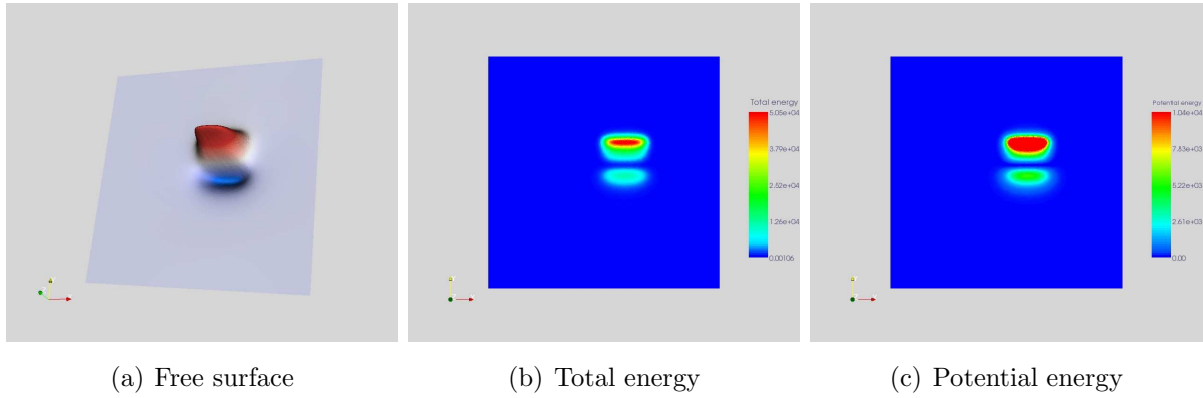 Total energy
5.05e+04
3.79e+04
2.52e+04
1.26e+04
0.00106
Potential energy
1.04e+04
7.83e+03
5.22e+03
2.61e+03
0.00
(a) Free surface
(b) Total energy
(c) Potential energy